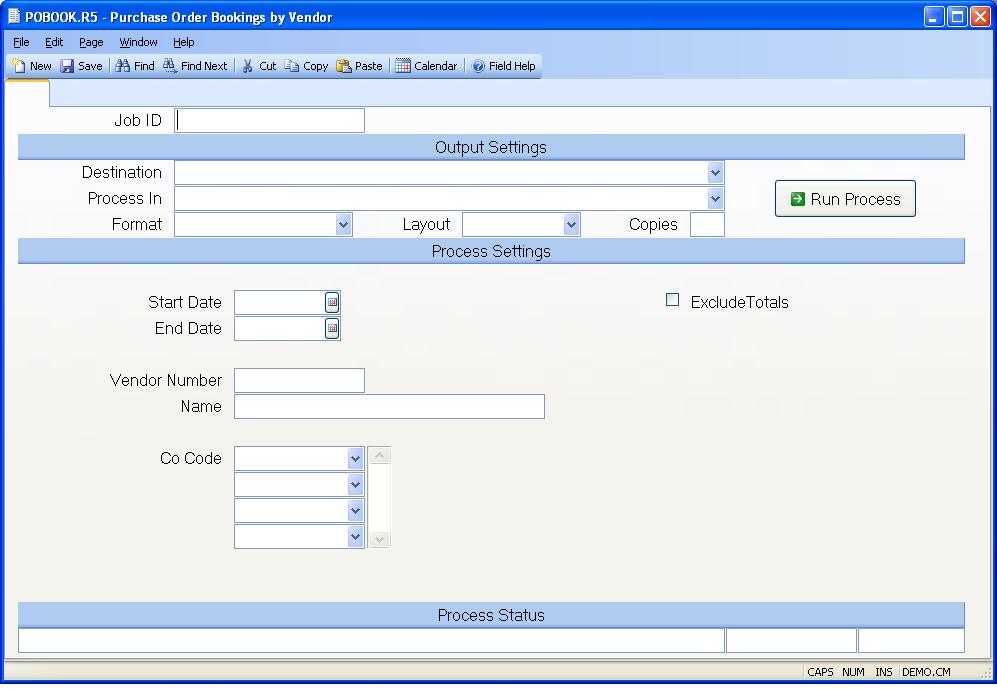 POBOOK.R5 - Purchase Order Bookings by Vendor
File Edit Page Window Help
New Save Find Find Next Cut Copy Paste Calendar Field Help
Job ID
Output Settings
Destination
Process In
Run Process
Format Layout Copies
Process Settings
Start Date ExcludeTotals
End Date
Vendor Number
Name
Co Code
Process Status
CAPS NUM INS DEMO.CM